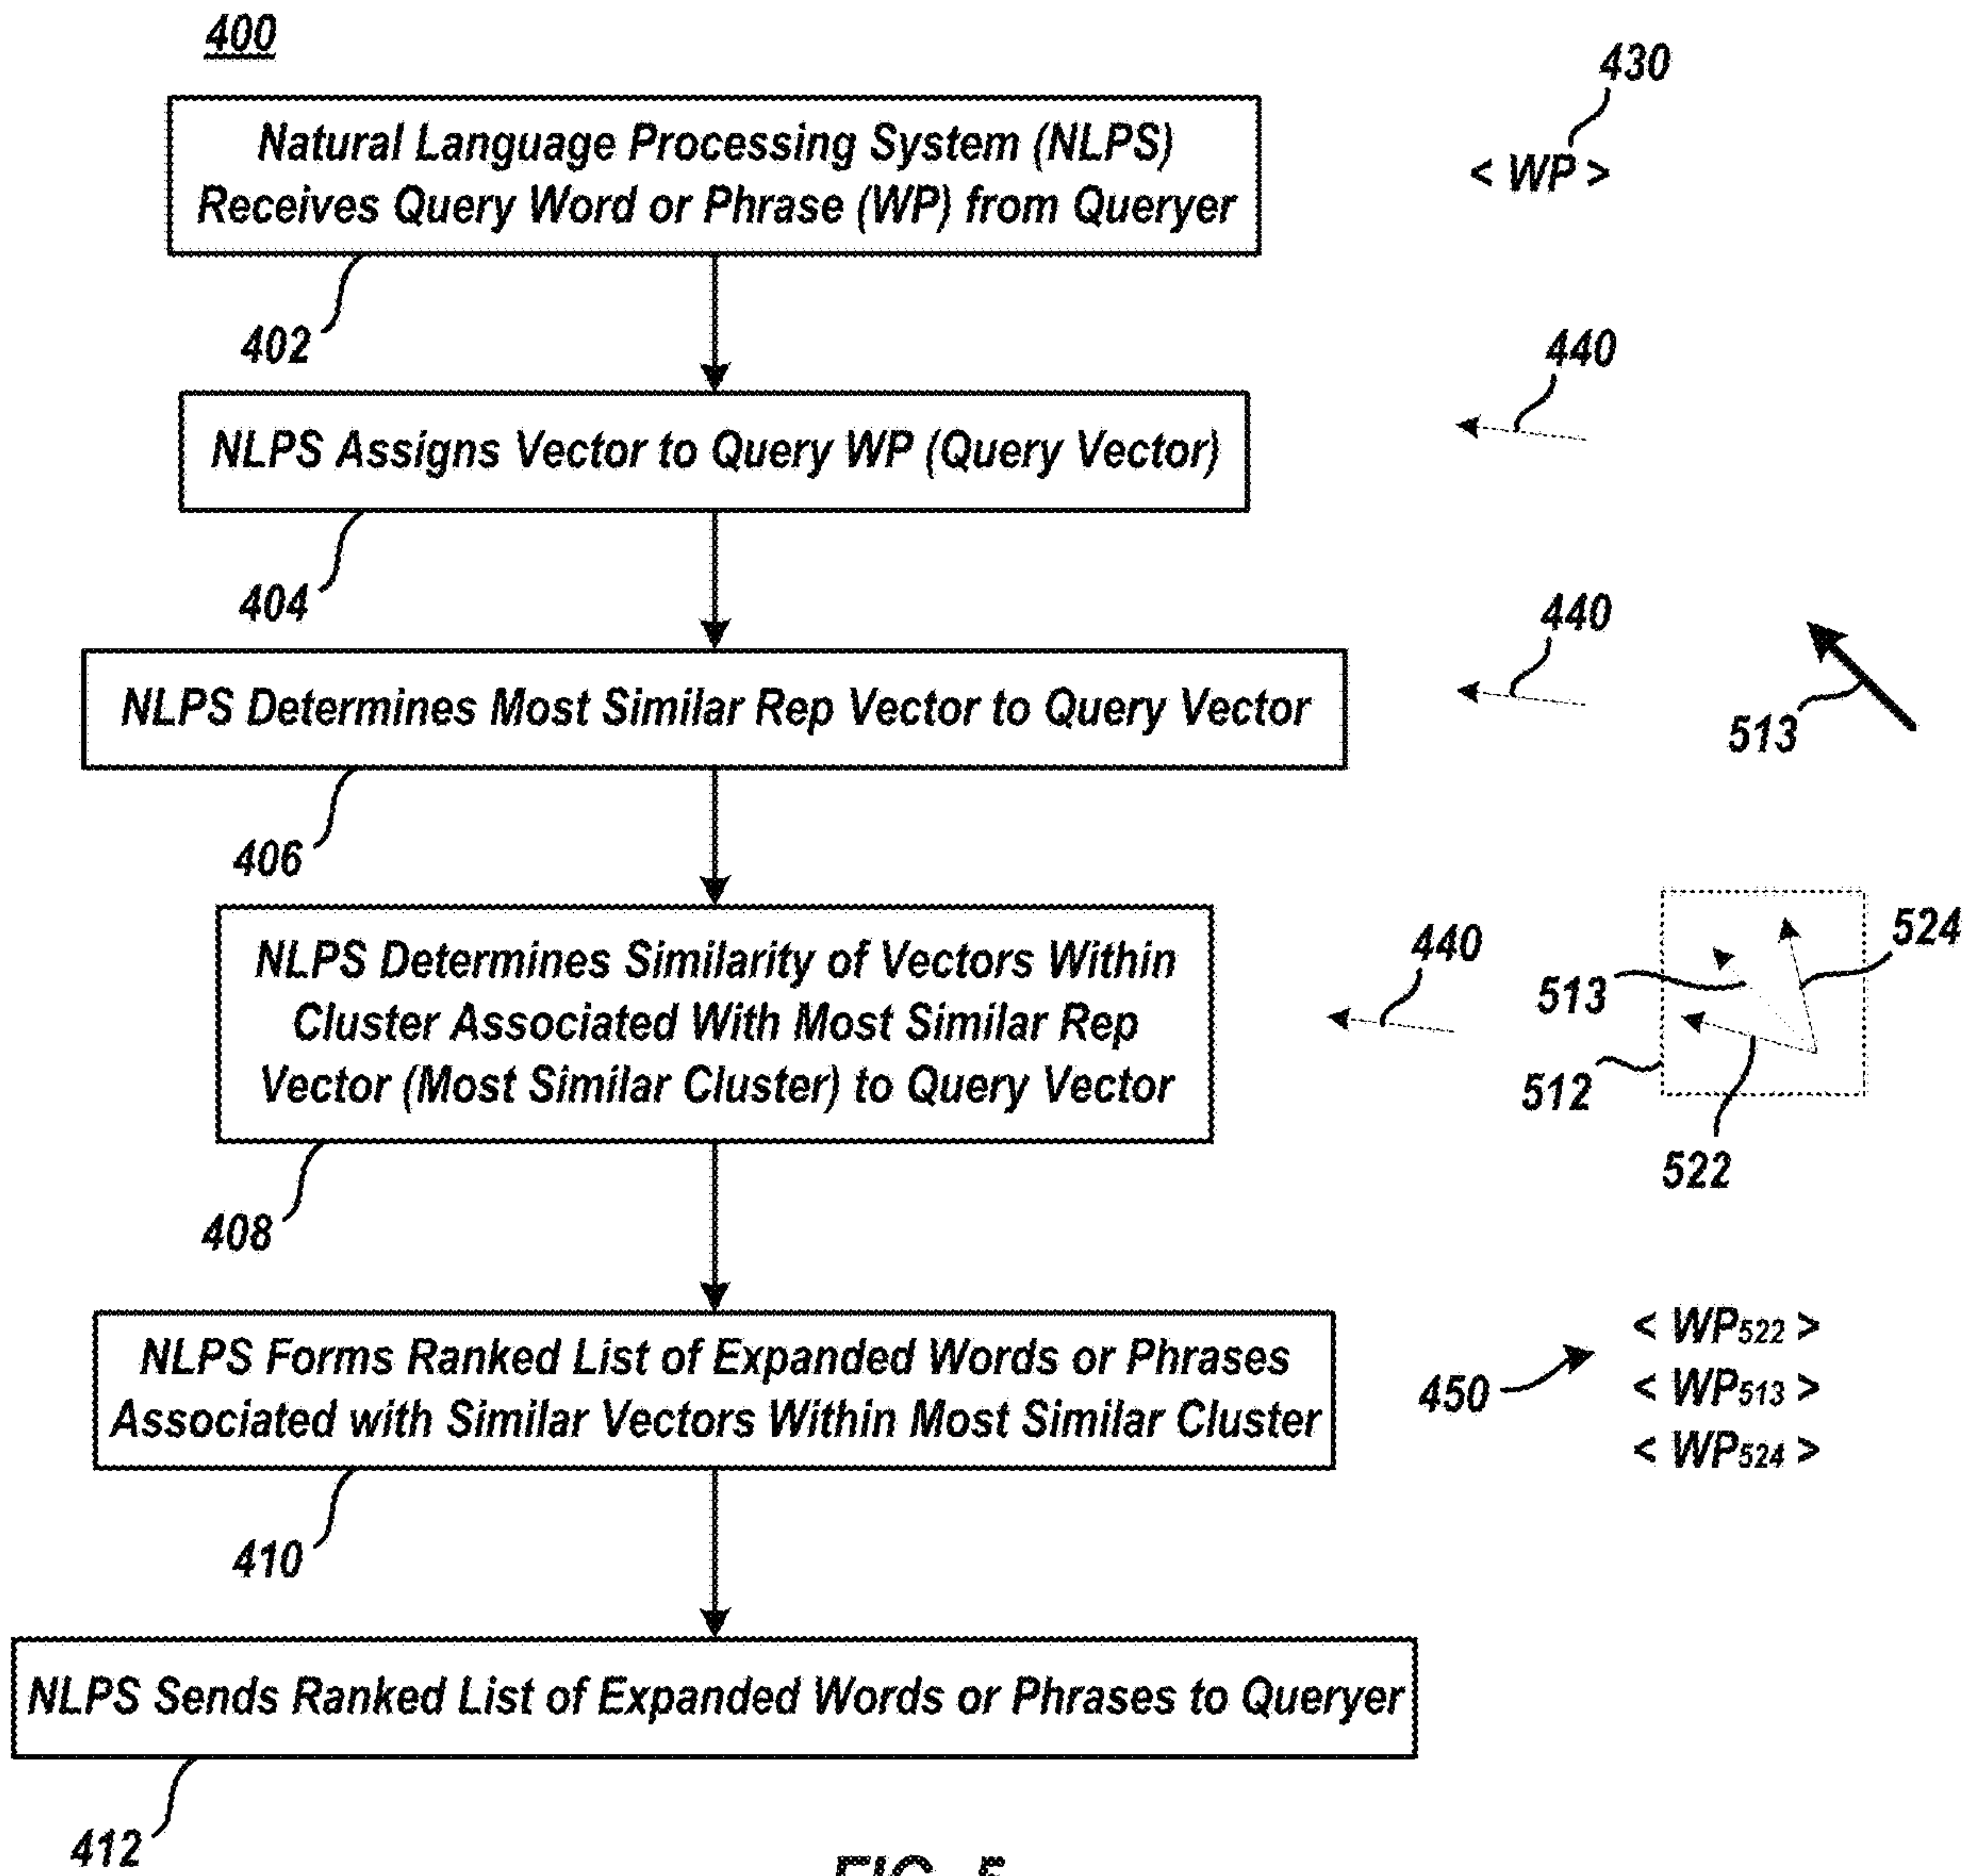 400
430
Natural Language Processing System (NLPS)
Receives Query Word or Phrase (WP) from Queryer
< WP >
402
440
NLPS Assigns Vector to Query WP (Query Vector)
404
440
NLPS Determines Most Similar Rep Vector to Query Vector
513
406
NLPS Determines Similarity of Vectors Within
Cluster Associated With Most Similar Rep
Vector (Most Similar Cluster) to Query Vector
440
524
513
512
522
408
NLPS Forms Ranked List of Expanded Words or Phrases
Associated with Similar Vectors Within Most Similar Cluster
450
< WP522 >
< WP513 >
< WP524 >
410
NLPS Sends Ranked List of Expanded Words or Phrases to Queryer
412
FIG. 5